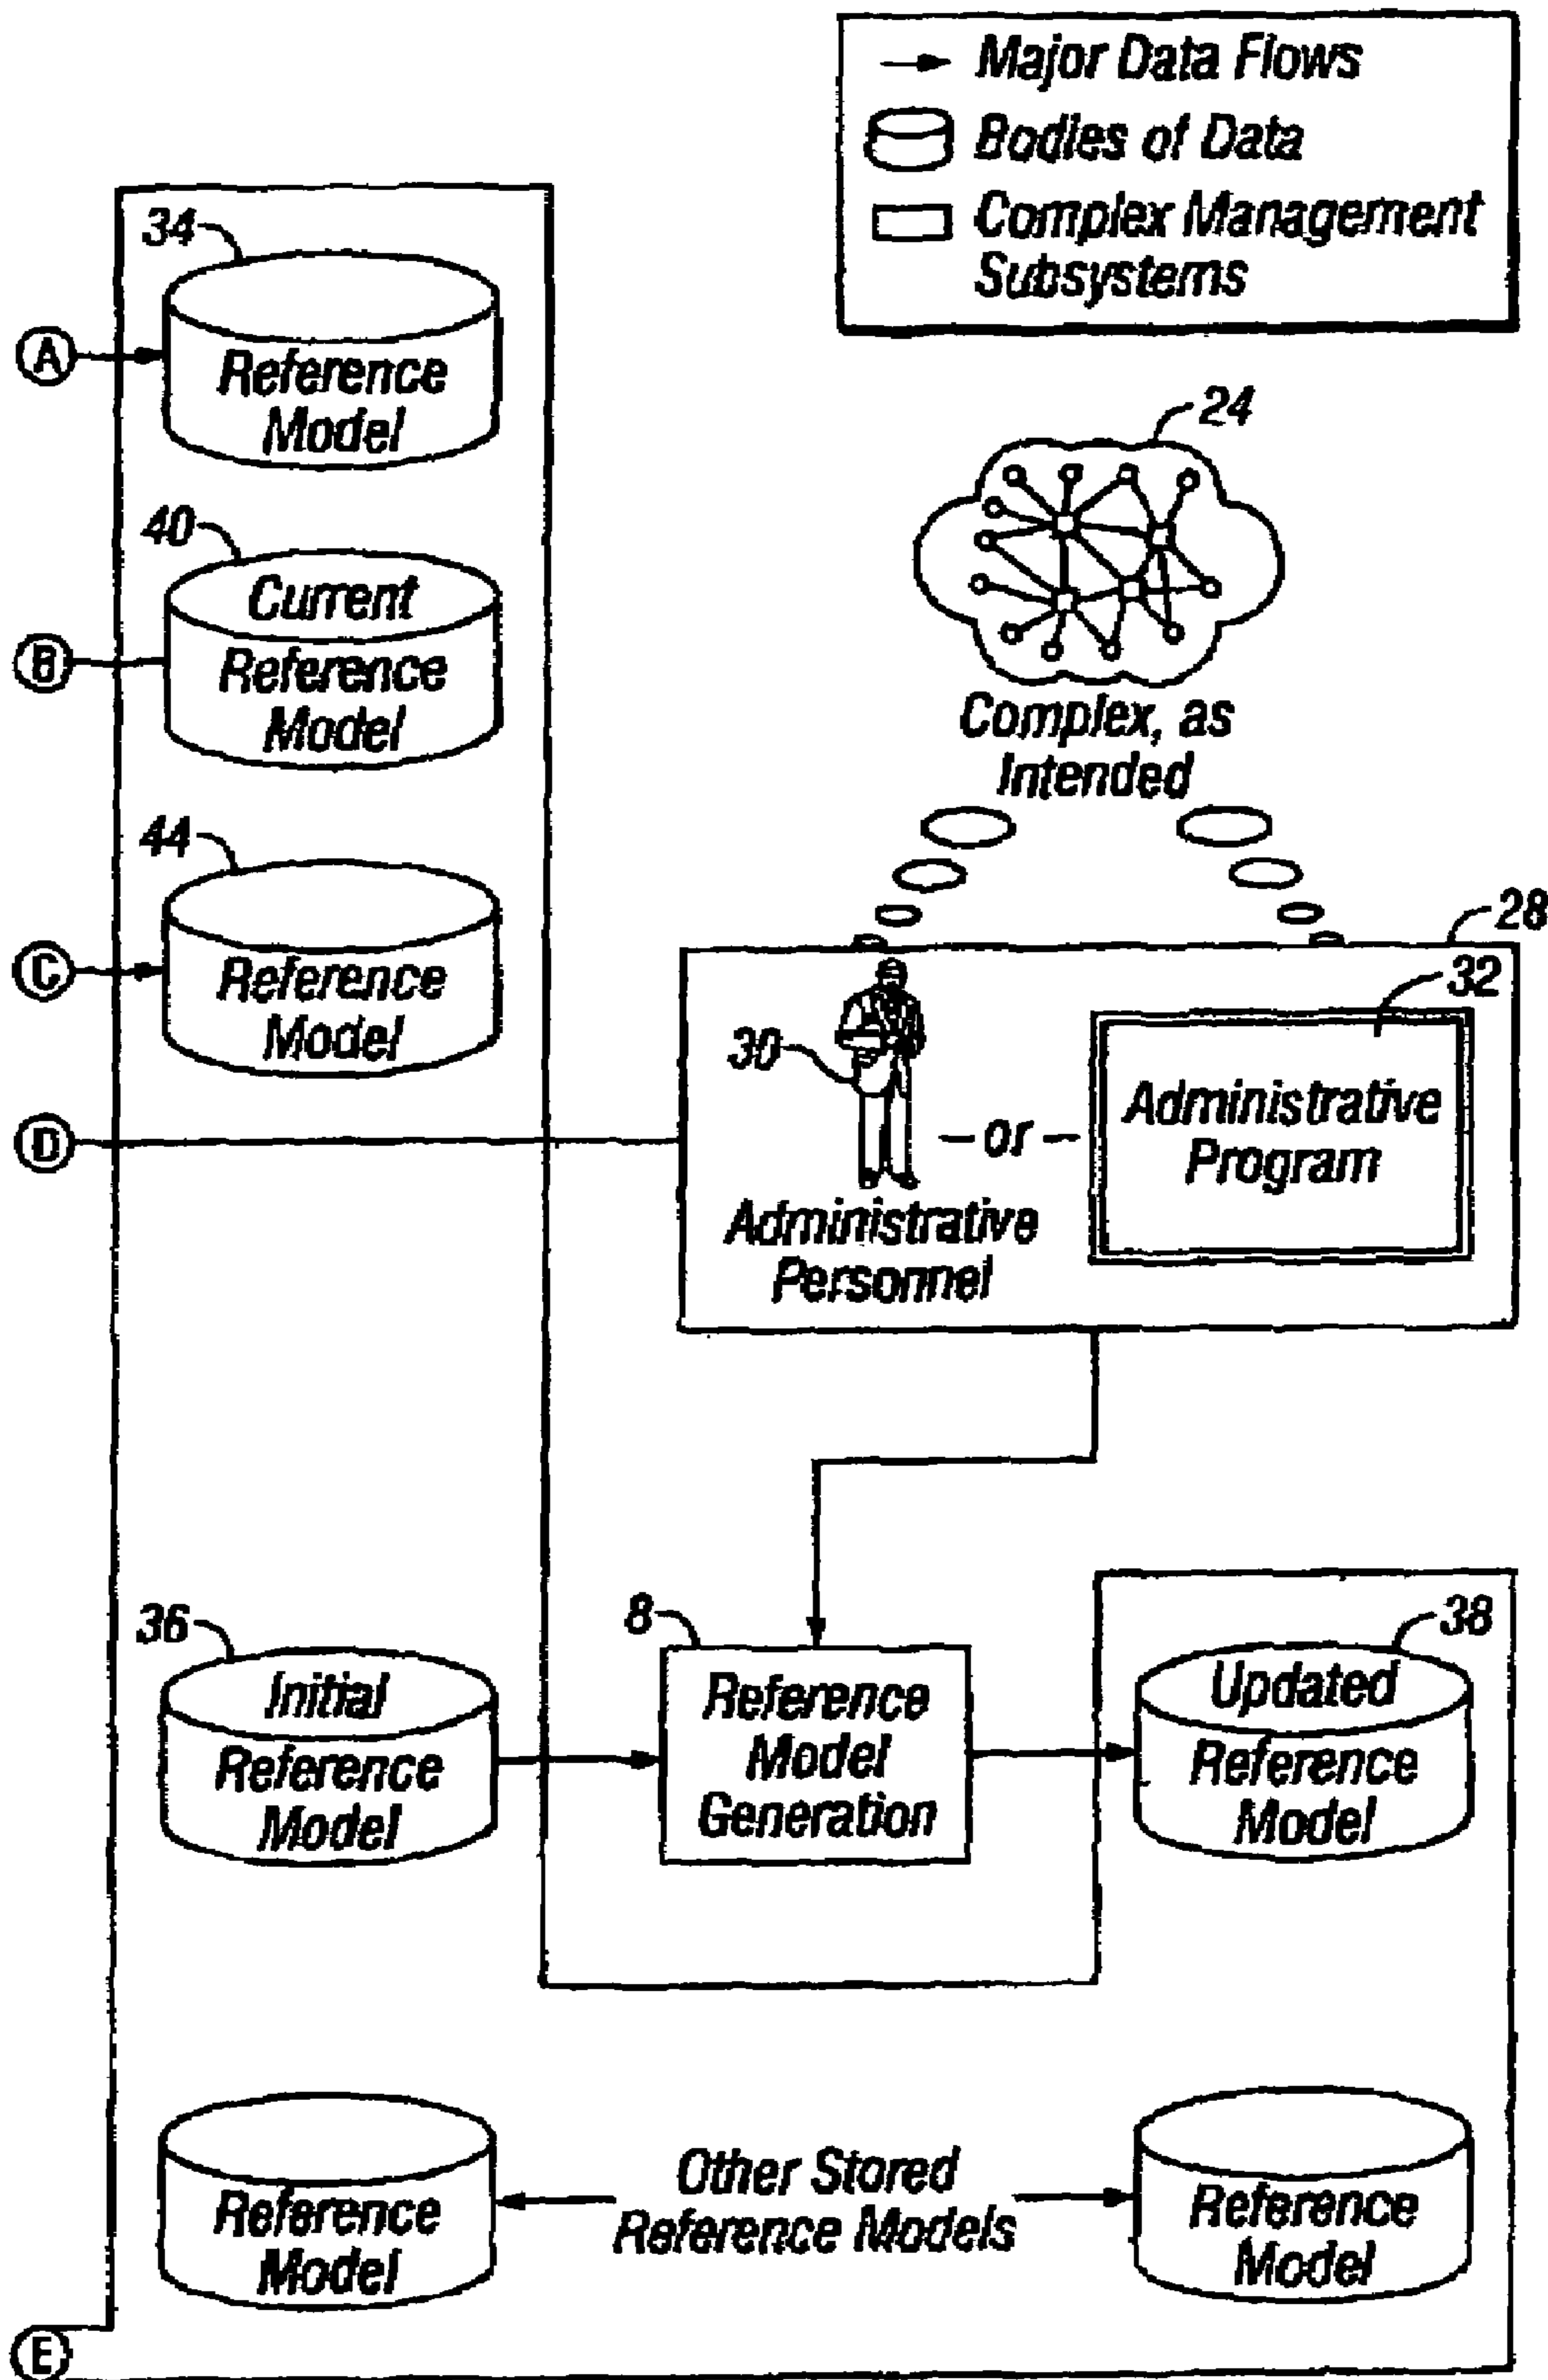 Major Data Flows
Bodies of Data
Complex Management
Subsystems
34
A
Reference
Model
24
40
Current
B
Reference
Model
Complex, as
Intended
44
C
Reference
Model
28
32
30
D
-or-
Administrative
Program
Administrative
Personnel
36
Initial
Reference
Model
8
Reference
Model
Generation
38
Updated
Reference
Model
Reference
Model
Other Stored
Reference Models
Reference
Model
E